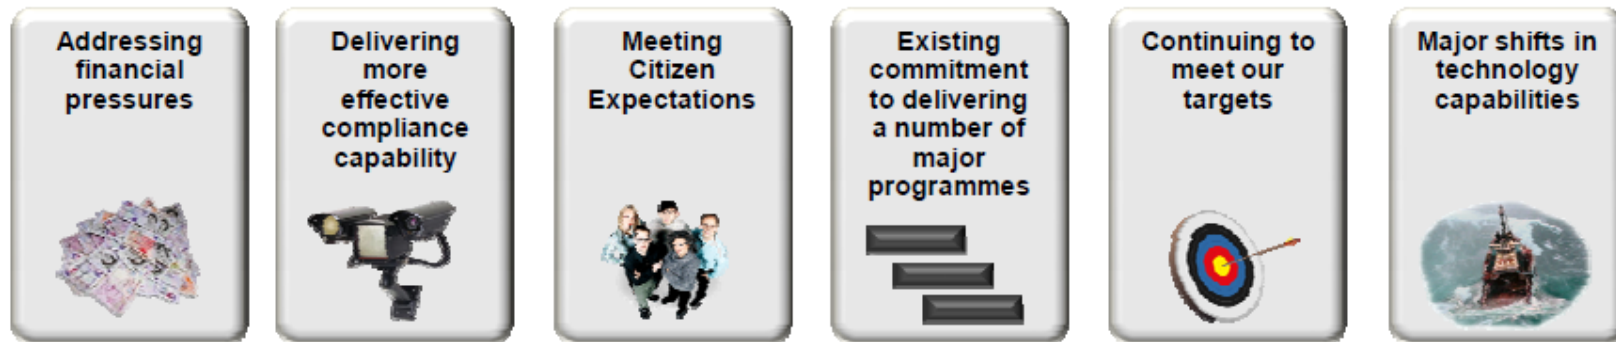 Addressing
financial
pressures
Delivering
more
effective
compliance
capability
Meeting
Citizen
Expectations
Existing
commitment
to delivering
a number of
major
programmes
Continuing to
meet our
targets
Major shifts in
technology
capabilities